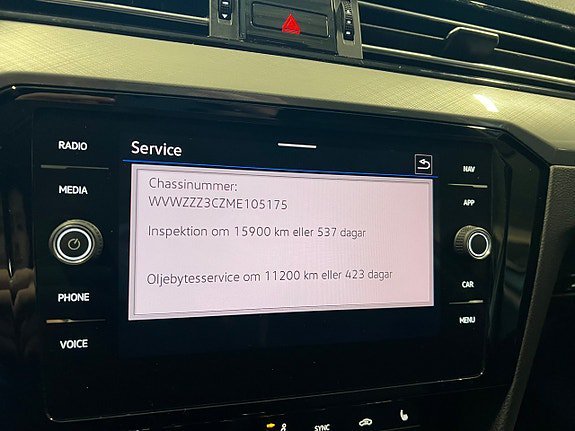 RADIO
MEDIA
PHONE
VOICE
Service
Chassinummer:
WVWZZZ3CZME105175
Inspektion om 15900 km eller 537 dagar
Oljebytesservice om 11200 km eller 423 dagar
NAV
APP
CAR
MENU
SYNC